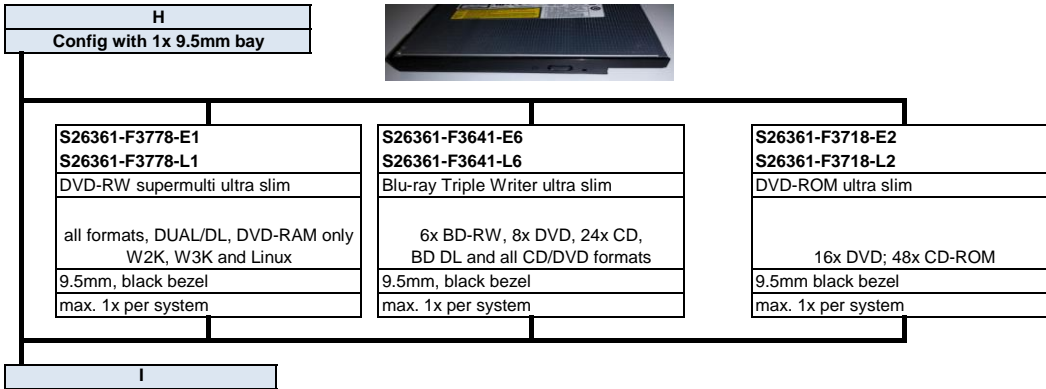 H
Config with 1x 9.5mm bay
S26361-F3778-E1
S26361-F3778-L1
DVD-RW supermulti ultra slim
all formats, DUAL/DL, DVD-RAM only
W2K, W3K and Linux
9.5mm, black bezel
max. 1x per system
S26361-F3641-E6
S26361-F3641-L6
Blu-ray Triple Writer ultra slim
6x BD-RW, 8x DVD, 24x CD,
BD DL and all CD/DVD formats
9.5mm, black bezel
max. 1x per system
S26361-F3718-E2
S26361-F3718-L2
DVD-ROM ultra slim
16x DVD; 48x CD-ROM
9.5mm black bezel
max. 1x per system
I